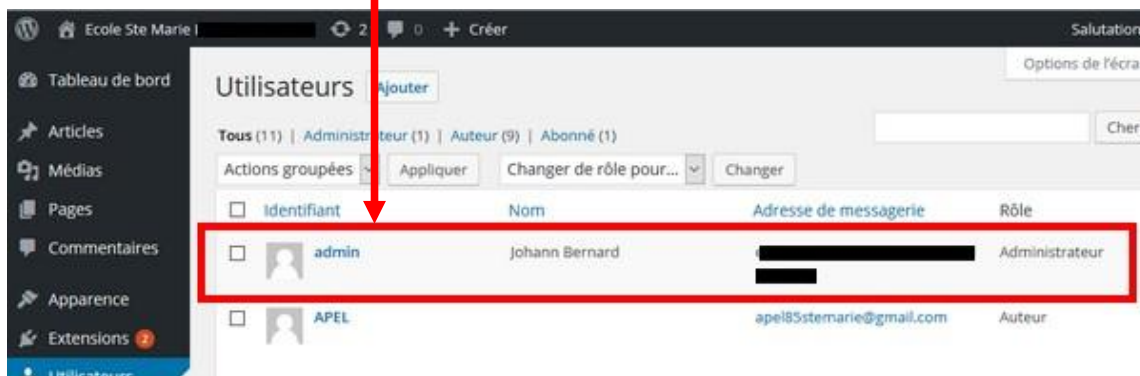 Ecole Ste Marie 2 0 + Créer Salutation
Tableau de bord
Articles
Médias
Pages
Commentaires
Apparence
Extensions 2
Utilisateurs
Options de l'écra
Utilisateurs Ajouter
Tous (11) | Administrateur (1) | Auteur (9) | Abonné (1)
Cher
Actions groupées Appliquer Changer de rôle pour... Changer
Identifiant Nom Adresse de messagerie Rôle
admin Johann Bernard Administrateur
APEL apel85stemarie@gmail.com Auteur